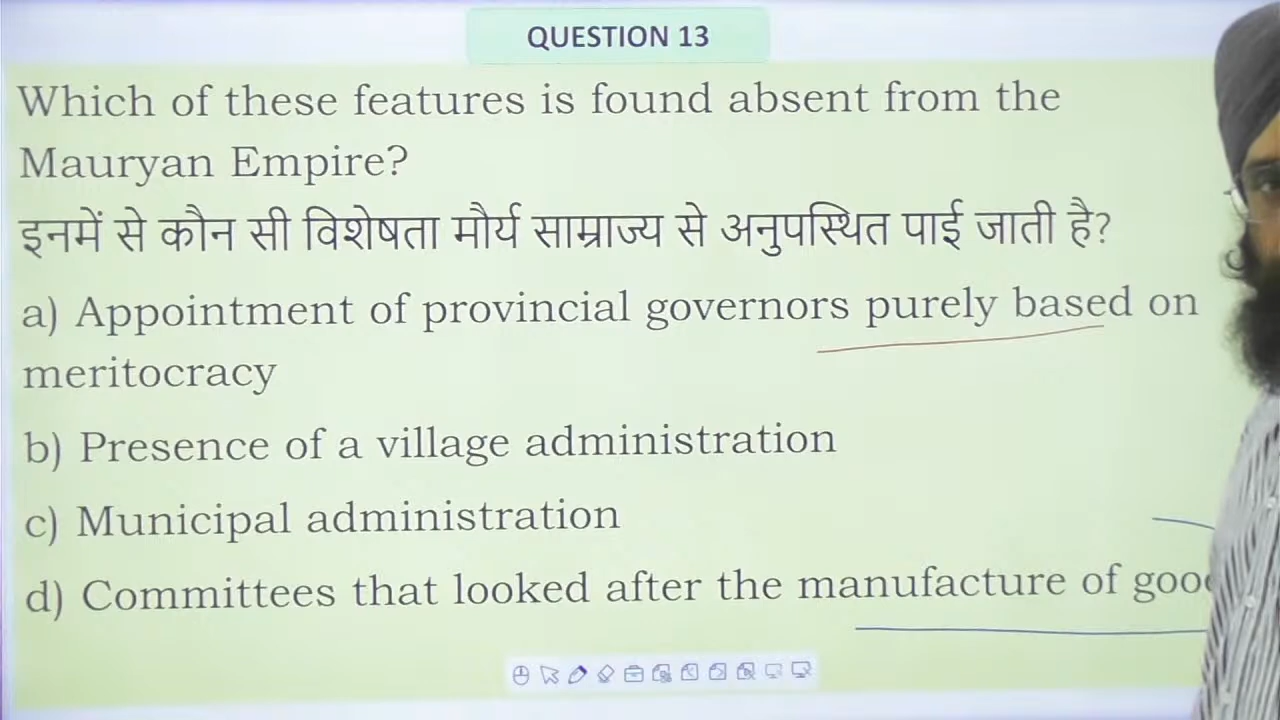 QUESTION 13
Which of these features is found absent from the
Mauryan Empire?
इनमें से कौन सी विशेषता मौर्य साम्राज्य से अनुपस्थित पाई जाती है?
a) Appointment of provincial governors purely based on
meritocracy
b) Presence of a village administration
c) Municipal administration
d) Committees that looked after the manufacture of